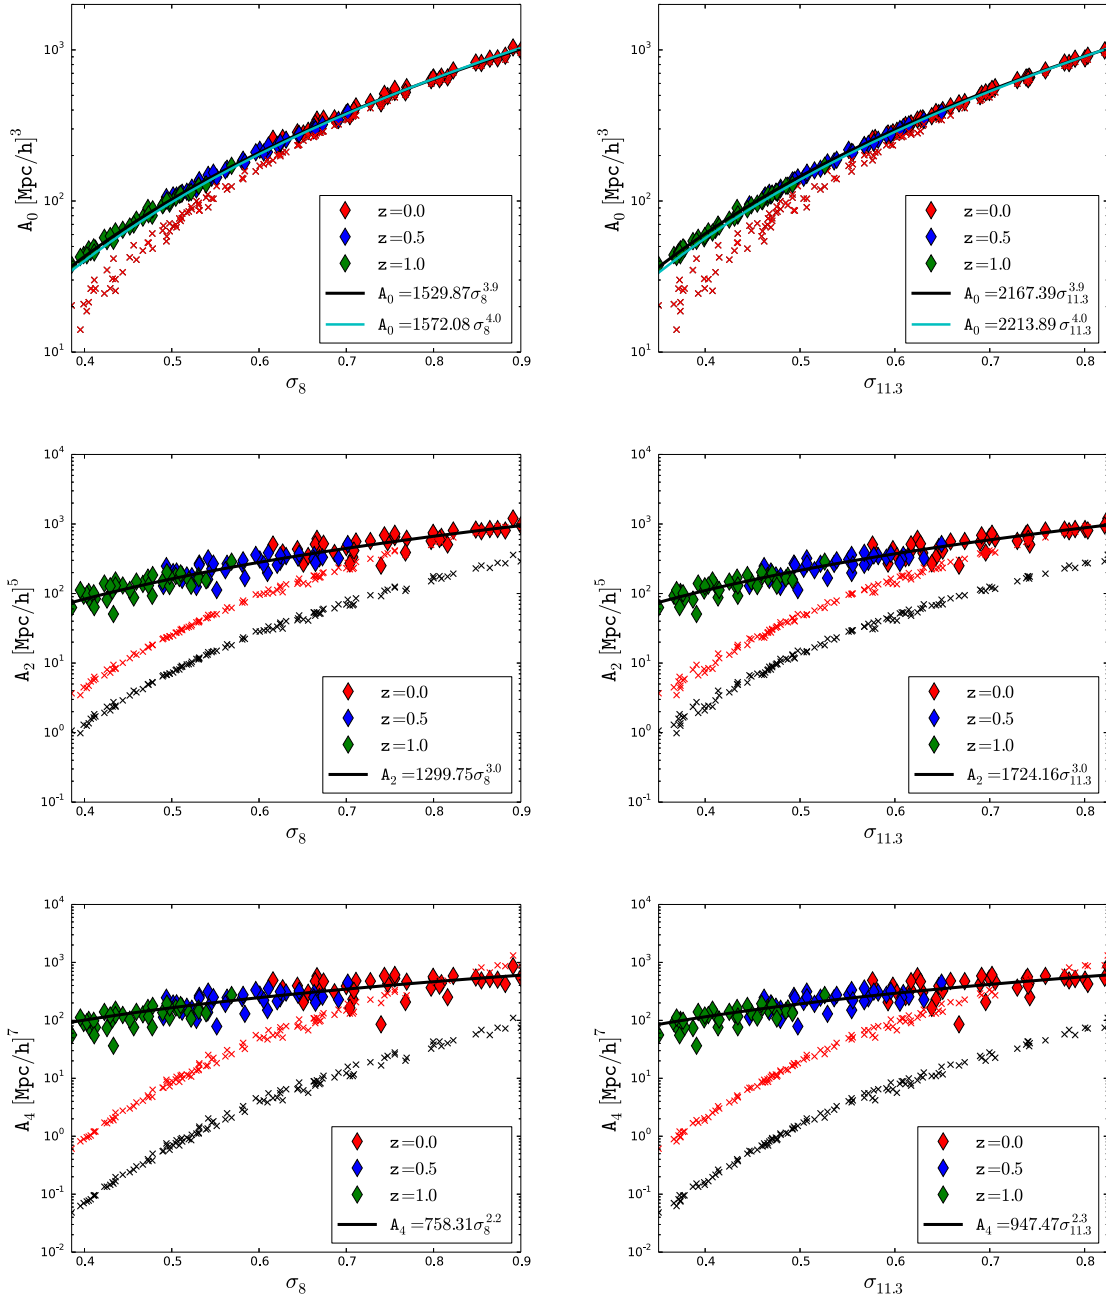 A₀ [Mpc/h]³
10³
10²
10¹
z=0.0
z=0.5
z=1.0
A₀=1529.87σ₈^3.9
A₀=1572.08σ₈^4.0
0.4 0.5 0.6 0.7 0.8 0.9
σ₈
A₀ [Mpc/h]³
10³
10²
10¹
z=0.0
z=0.5
z=1.0
A₀=2167.39σ₁₁.₃^3.9
A₀=2213.89σ₁₁.₃^4.0
0.4 0.5 0.6 0.7 0.8
σ₁₁.₃
A₂ [Mpc/h]⁵
10⁴
10³
10²
10¹
10⁰
10⁻¹
z=0.0
z=0.5
z=1.0
A₂=1299.75σ₈^3.0
0.4 0.5 0.6 0.7 0.8 0.9
σ₈
A₂ [Mpc/h]⁵
10⁴
10³
10²
10¹
10⁰
10⁻¹
z=0.0
z=0.5
z=1.0
A₂=1724.16σ₁₁.₃^3.0
0.4 0.5 0.6 0.7 0.8
σ₁₁.₃
A₄ [Mpc/h]⁷
10⁴
10³
10²
10¹
10⁰
10⁻¹
10⁻²
z=0.0
z=0.5
z=1.0
A₄=758.31σ₈^2.2
0.4 0.5 0.6 0.7 0.8 0.9
σ₈
A₄ [Mpc/h]⁷
10⁴
10³
10²
10¹
10⁰
10⁻¹
10⁻²
z=0.0
z=0.5
z=1.0
A₄=947.47σ₁₁.₃^2.3
0.4 0.5 0.6 0.7 0.8
σ₁₁.₃